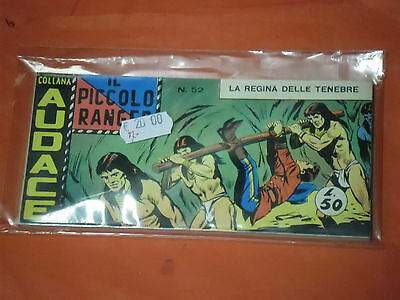 COLLANA
AUDACE
IL
PICCOLO
RANGER
N. 52
LA REGINA DELLE TENEBRE
€ 20 00
L.
50